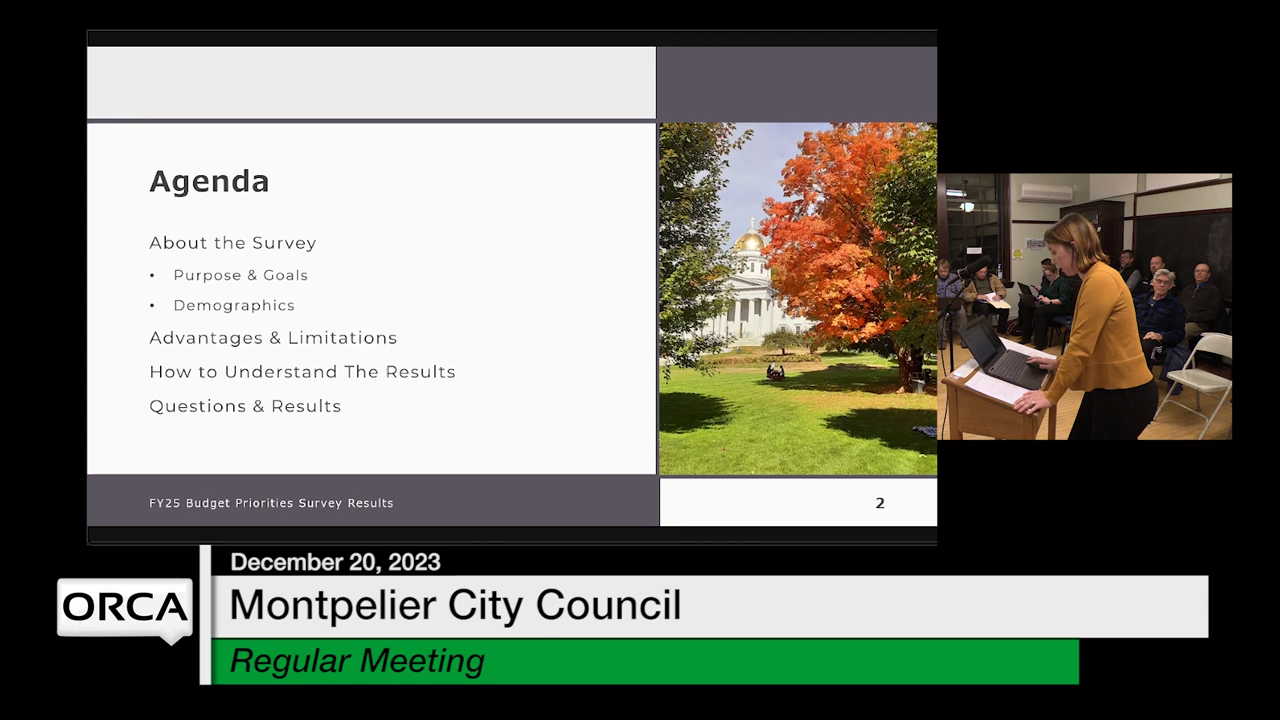 Agenda
About the Survey
• Purpose & Goals
• Demographics
Advantages & Limitations
How to Understand The Results
Questions & Results
FY25 Budget Priorities Survey Results
2
December 20, 2023
ORCA
Montpelier City Council
Regular Meeting